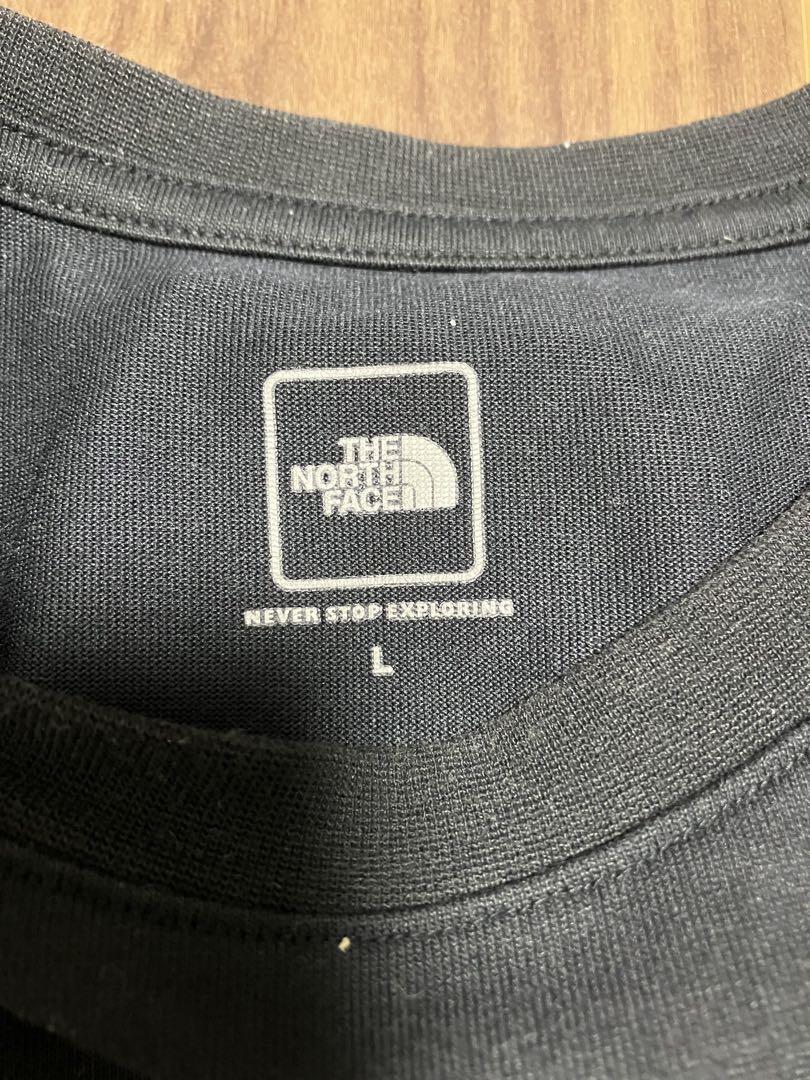 THE
NORTH
FACE
NEVER STOP EXPLORING
L